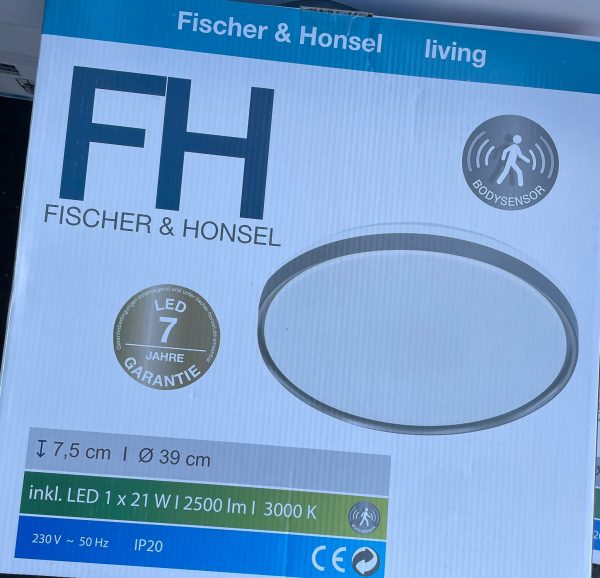 Fischer & Honsel living
FH
FISCHER & HONSEL
BODYSENSOR
LED
7
JAHRE
GARANTIE
7,5 cm I Ø 39 cm
inkl. LED 1 x 21 W I 2500 lm I 3000 K
BODYSENSOR
230 V ~ 50 Hz IP20
CE